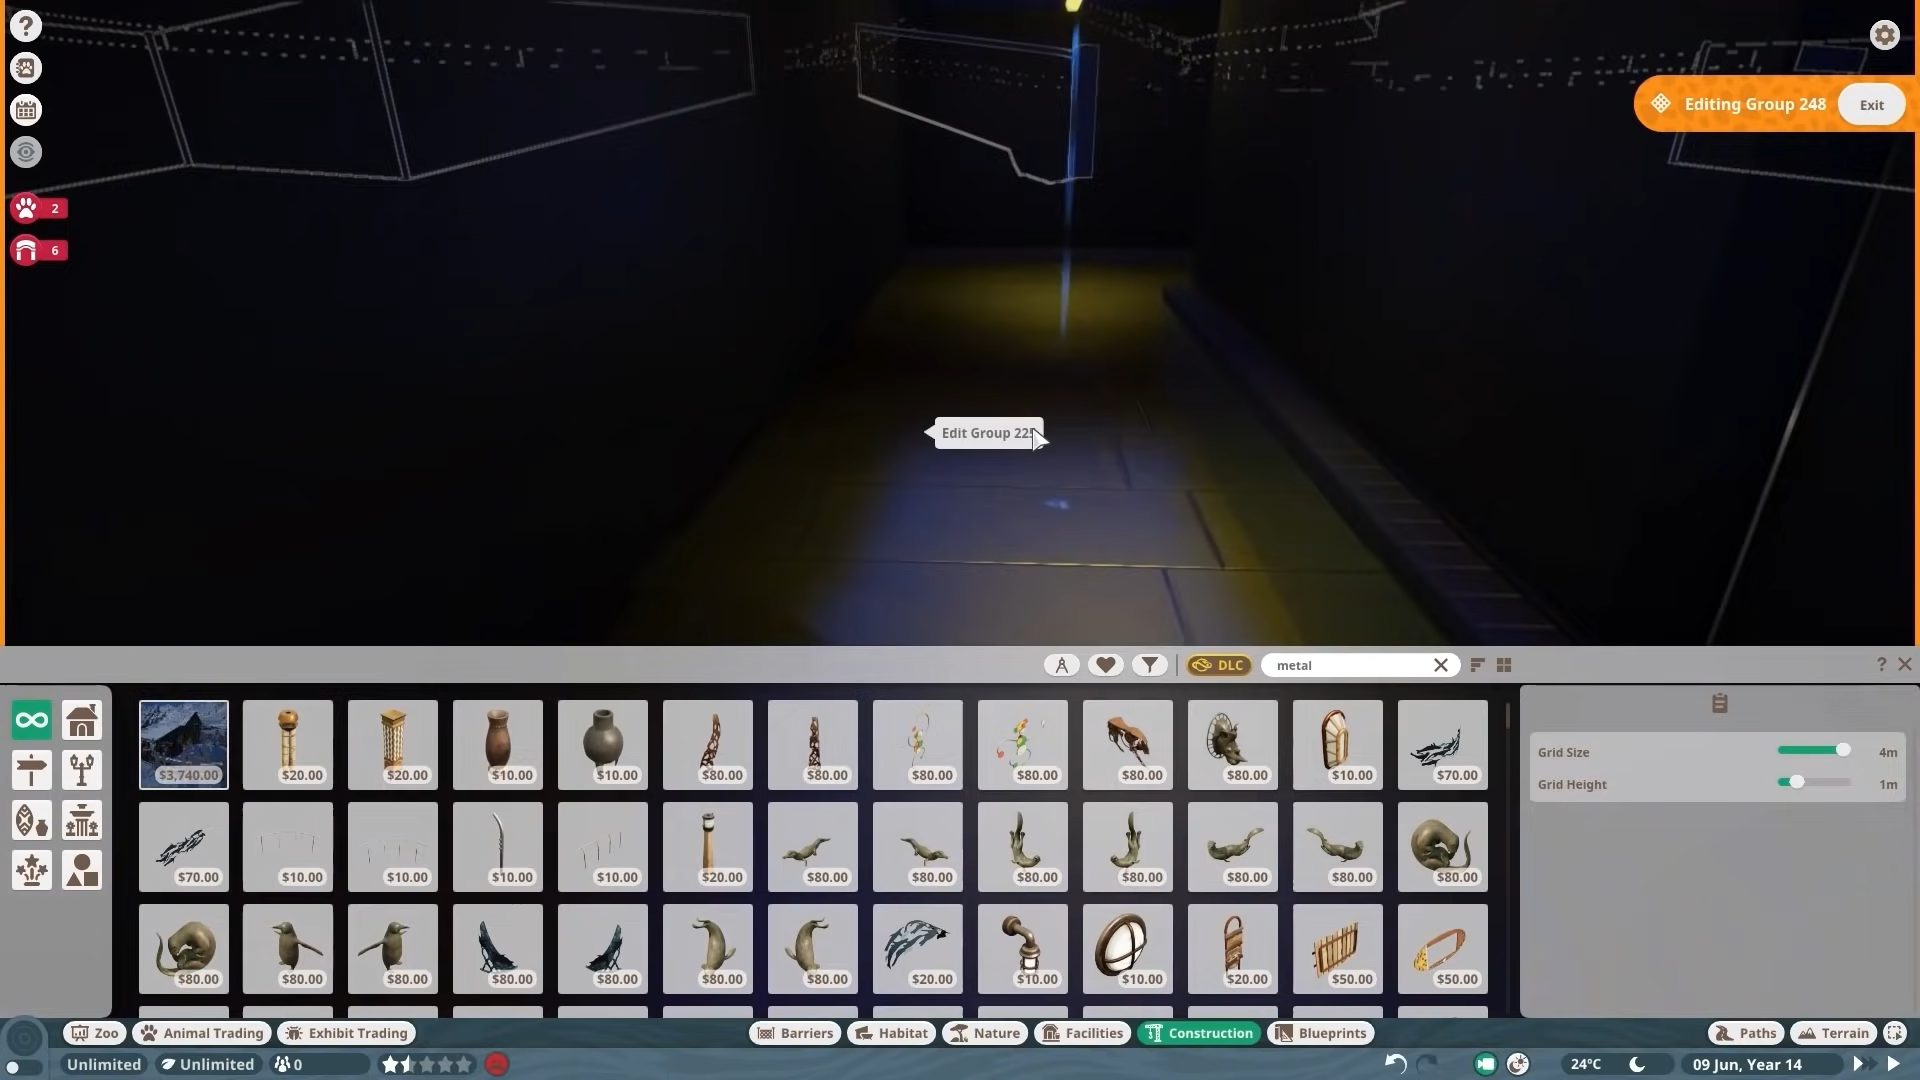 Editing Group 248
Exit
2
6
Edit Group 225
DLC
metal
?
$3,740.00 $20.00 $20.00 $10.00 $10.00 $80.00 $80.00 $80.00 $80.00 $80.00 $80.00 $10.00 $70.00
$70.00 $10.00 $10.00 $10.00 $10.00 $20.00 $80.00 $80.00 $80.00 $80.00 $80.00 $80.00 $80.00
$80.00 $80.00 $80.00 $80.00 $80.00 $80.00 $80.00 $20.00 $10.00 $10.00 $20.00 $50.00 $50.00
Grid Size 4m
Grid Height 1m
Zoo Animal Trading Exhibit Trading Barriers Habitat Nature Facilities Construction Blueprints Paths Terrain
Unlimited Unlimited 0 24°C 09 Jun, Year 14